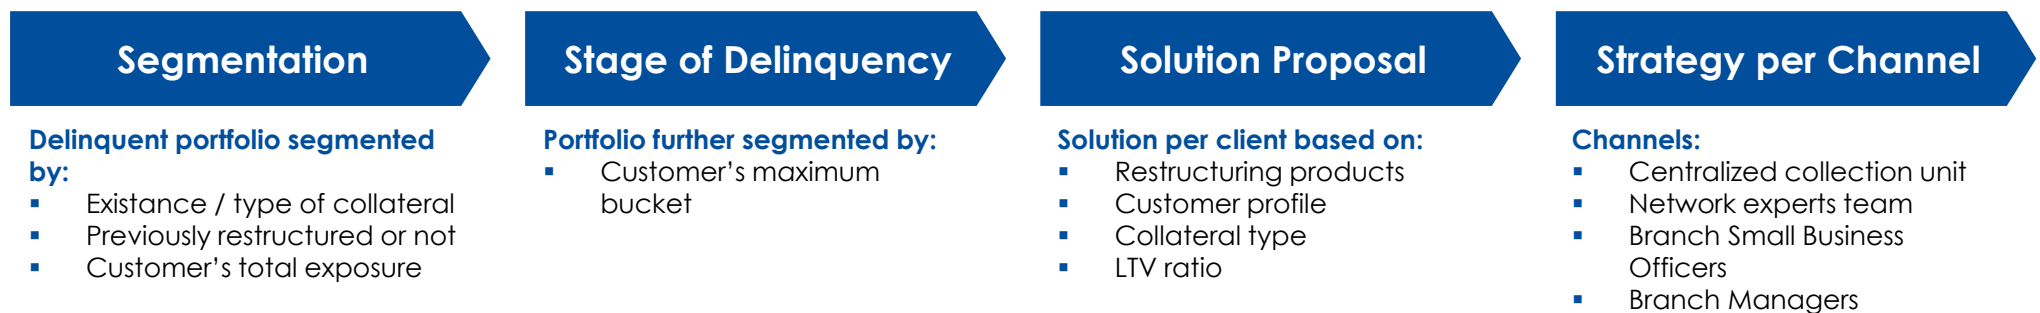 Segmentation
Delinquent portfolio segmented
by:
▪ Existance / type of collateral
▪ Previously restructured or not
▪ Customer's total exposure
Stage of Delinquency
Portfolio further segmented by:
▪ Customer's maximum
bucket
Solution Proposal
Solution per client based on:
▪ Restructuring products
▪ Customer profile
▪ Collateral type
▪ LTV ratio
Strategy per Channel
Channels:
▪ Centralized collection unit
▪ Network experts team
▪ Branch Small Business
Officers
▪ Branch Managers